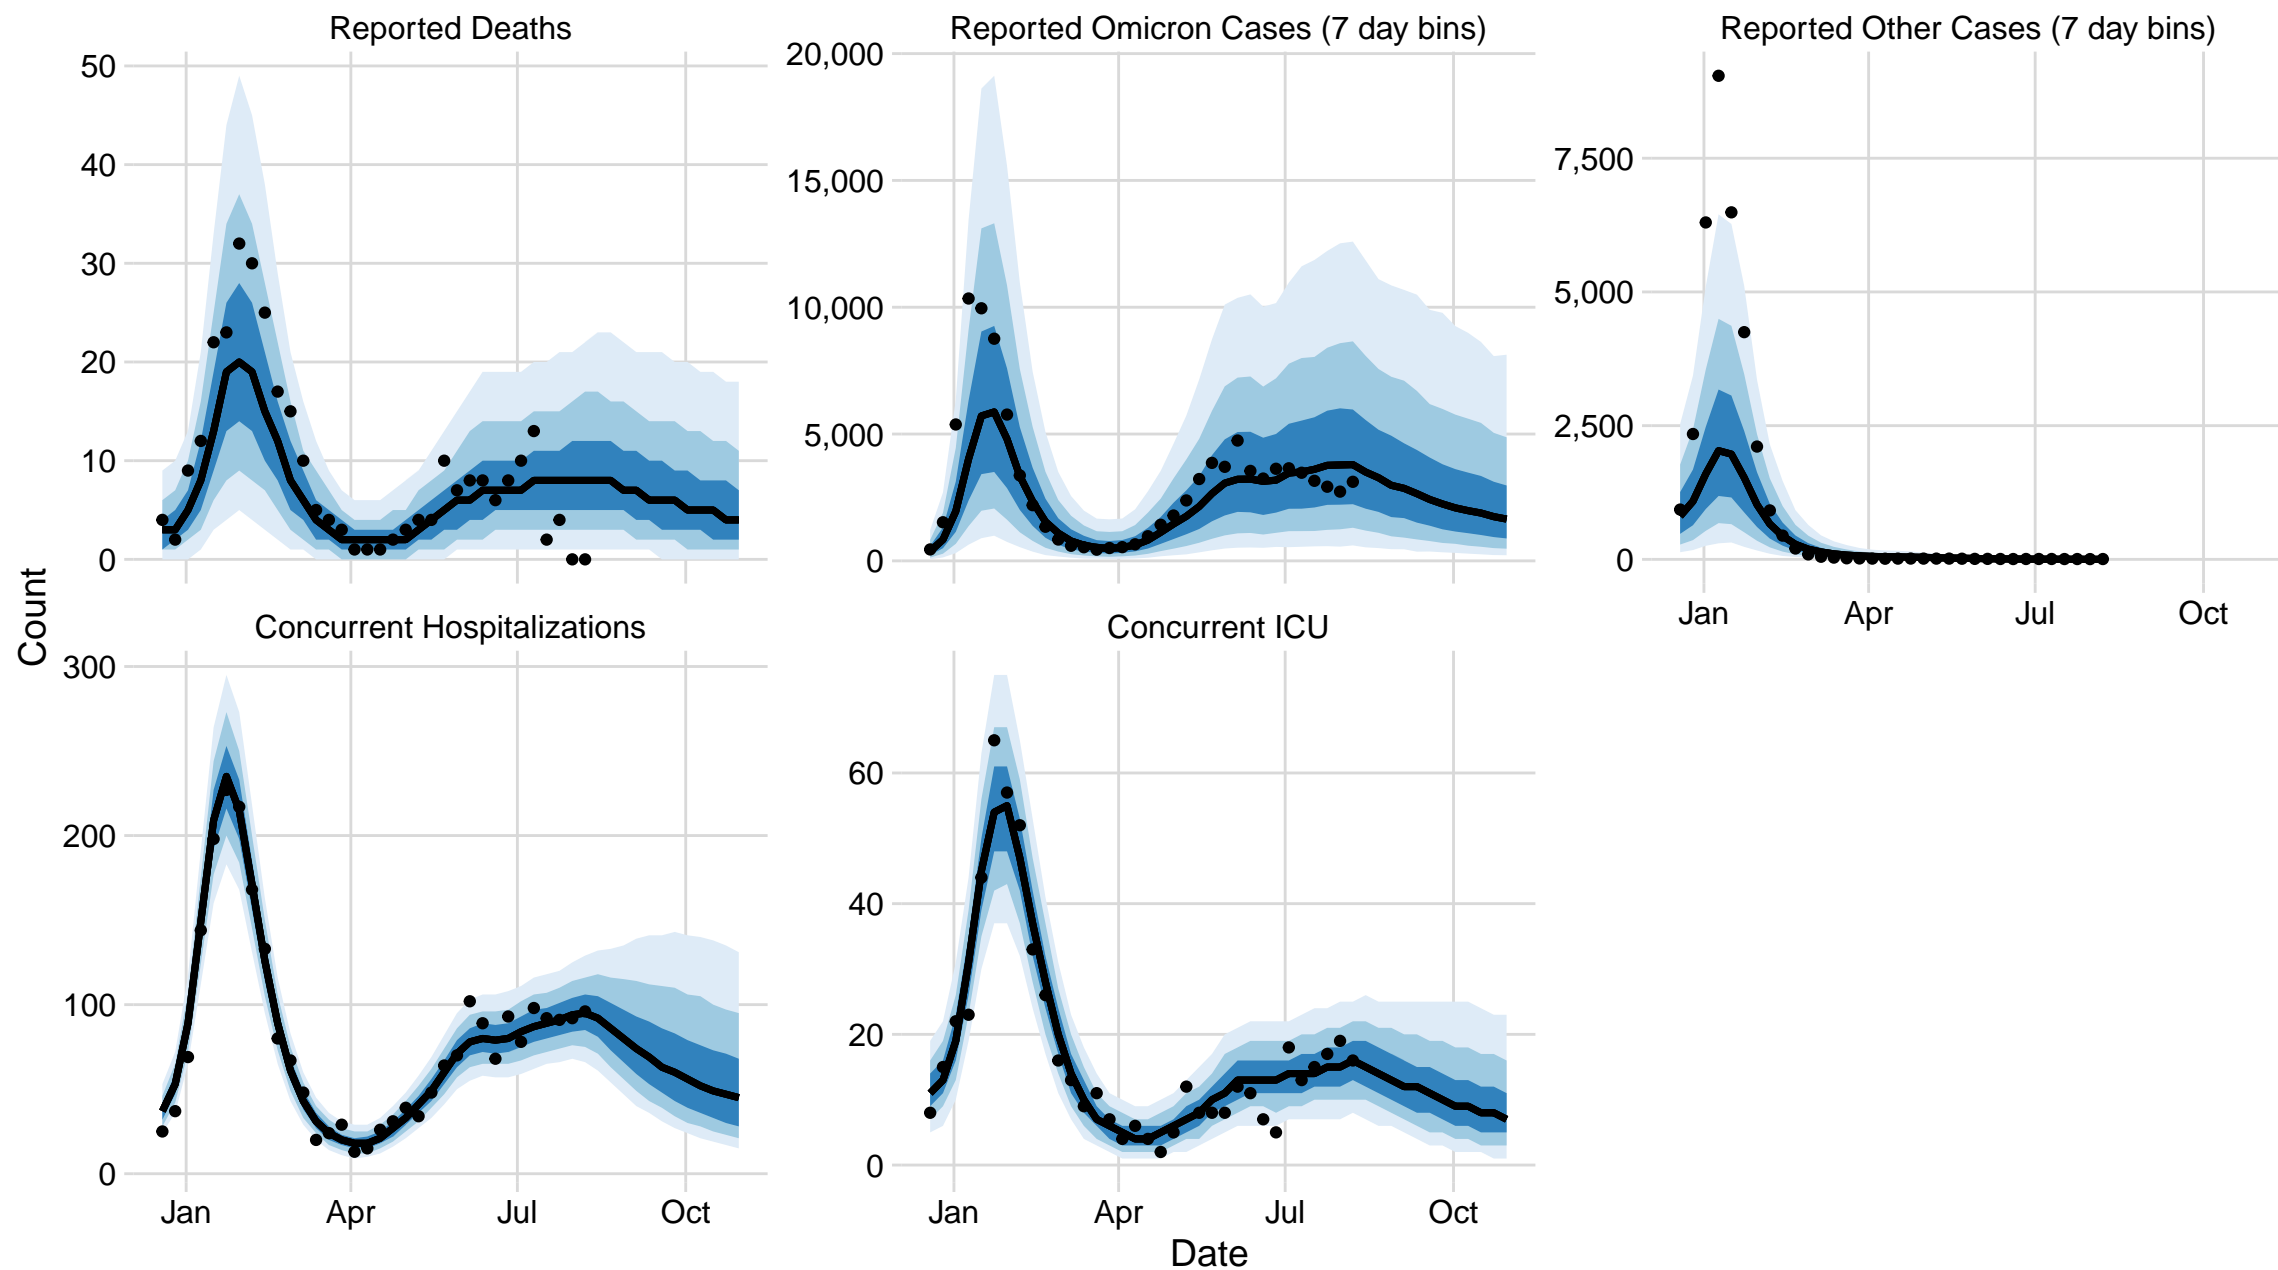 Reported Deaths
Reported Omicron Cases (7 day bins)
Reported Other Cases (7 day bins)
50
40
30
20
10
0
20,000
15,000
10,000
5,000
0
7,500
5,000
2,500
0
Jan Apr Jul Oct
Count
Concurrent Hospitalizations
Concurrent ICU
300
200
100
0
60
40
20
0
Jan Apr Jul Oct
Jan Apr Jul Oct
Date